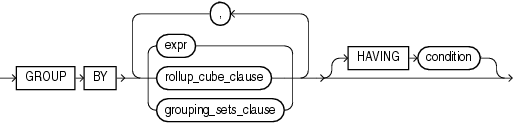 ,
expr
HAVING condition
GROUP BY rollup_cube_clause
grouping_sets_clause